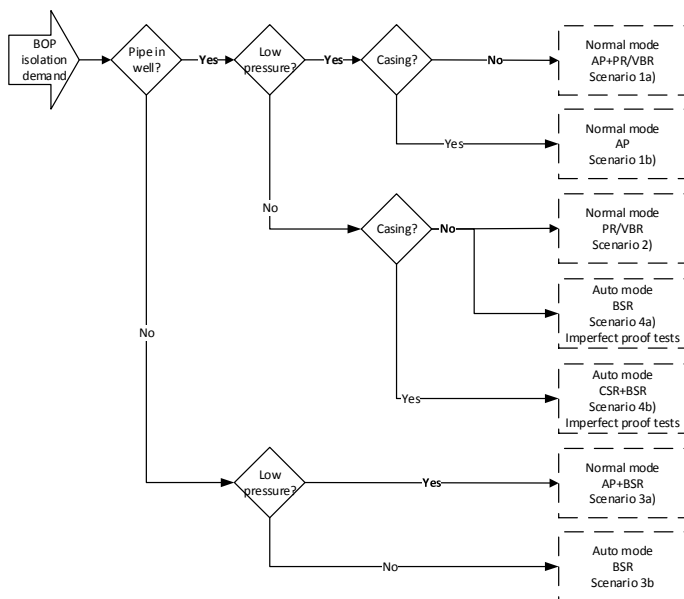 BOP
isolation
demand
Pipe in
well?
Yes
Low
pressure?
Yes
Casing?
No
Normal mode
AP+PR/VBR
Scenario 1a)
Yes
Normal mode
AP
Scenario 1b)
No
Casing?
No
Normal mode
PR/VBR
Scenario 2)
Auto mode
BSR
Scenario 4a)
Imperfect proof tests
No
Yes
Auto mode
CSR+BSR
Scenario 4b)
Imperfect proof tests
Low
pressure?
Yes
Normal mode
AP+BSR
Scenario 3a)
No
Auto mode
BSR
Scenario 3b